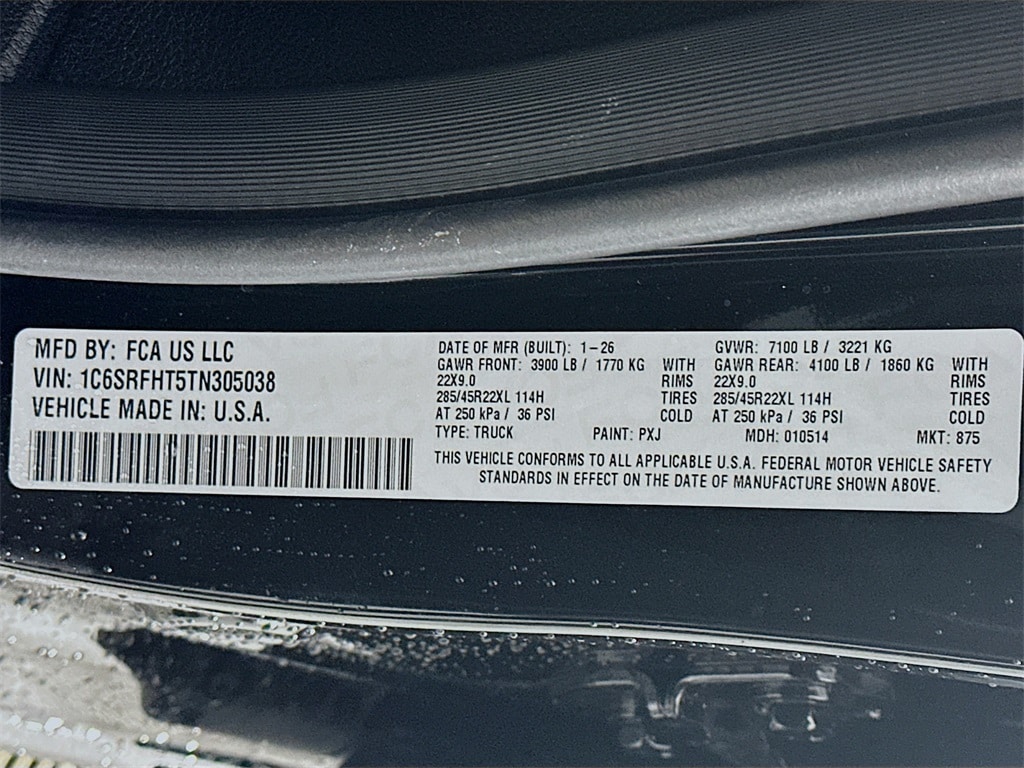 MFD BY: FCA US LLC
VIN: 1C6SRFHT5TN305038
VEHICLE MADE IN: U.S.A.
DATE OF MFR (BUILT): 1-26
GAWR FRONT: 3900 LB / 1770 KG WITH
22X9.0 RIMS
285/45R22XL 114H TIRES
AT 250 kPa / 36 PSI COLD
TYPE: TRUCK PAINT: PXJ
GVWR: 7100 LB / 3221 KG
GAWR REAR: 4100 LB / 1860 KG WITH
22X9.0 RIMS
285/45R22XL 114H TIRES
AT 250 kPa / 36 PSI COLD
MDH: 010514 MKT: 875
THIS VEHICLE CONFORMS TO ALL APPLICABLE U.S.A. FEDERAL MOTOR VEHICLE SAFETY
STANDARDS IN EFFECT ON THE DATE OF MANUFACTURE SHOWN ABOVE.